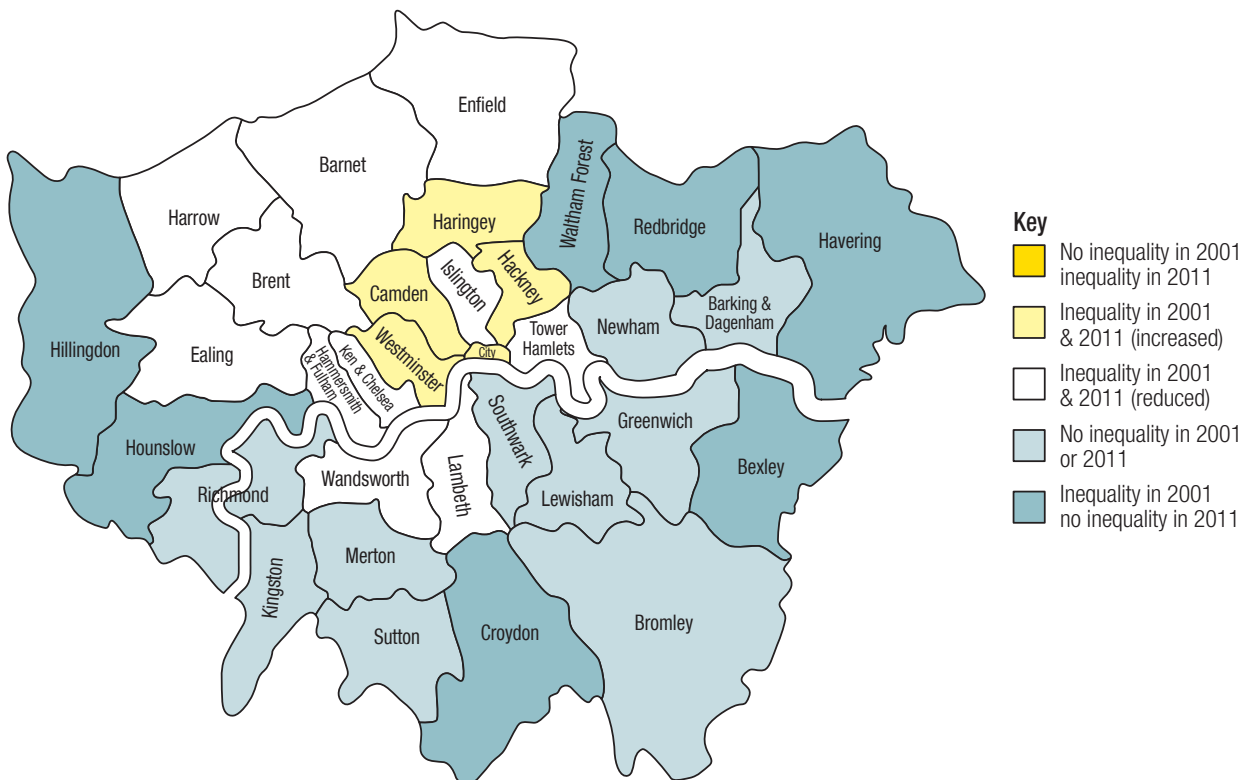 Enfield
Barnet
Harrow
Haringey
Waltham Forest
Redbridge
Havering
Brent
Camden
Islington
Hackney
Hillingdon
Ealing
Hammersmith
& Fulham
Ken & Chelsea
Westminster
City
Tower
Hamlets
Newham
Barking &
Dagenham
Hounslow
Richmond
Wandsworth
Lambeth
Southwark
Lewisham
Greenwich
Bexley
Kingston
Merton
Sutton
Croydon
Bromley
Key
No inequality in 2001
inequality in 2011
Inequality in 2001
& 2011 (increased)
Inequality in 2001
& 2011 (reduced)
No inequality in 2001
or 2011
Inequality in 2001
no inequality in 2011